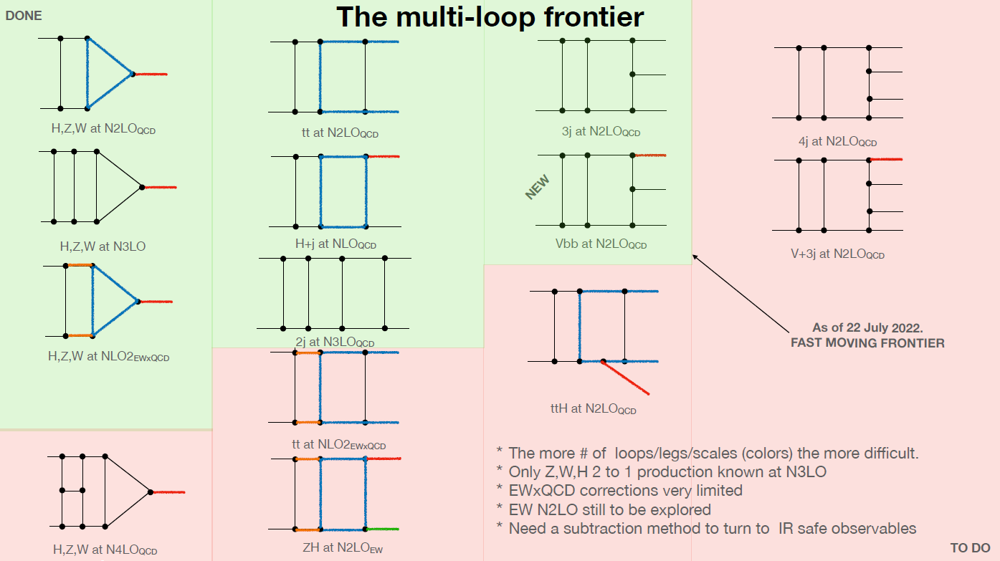 DONE
The multi-loop frontier
H,Z,W at N2LOQCD
tt at N2LOQCD
3j at N2LOQCD
4j at N2LOQCD
NEW
H,Z,W at N3LO
H+j at NLOQCD
Vbb at N2LOQCD
V+3j at N2LOQCD
As of 22 July 2022.
FAST MOVING FRONTIER
2j at N3LOQCD
H,Z,W at NLO2EWxQCD
ttH at N2LOQCD
tt at NLO2EWxQCD
* The more # of loops/legs/scales (colors) the more difficult.
* Only Z,W,H 2 to 1 production known at N3LO
* EWxQCD corrections very limited
* EW N2LO still to be explored
* Need a subtraction method to turn to IR safe observables
H,Z,W at N4LOQCD
ZH at N2LOEW
TO DO